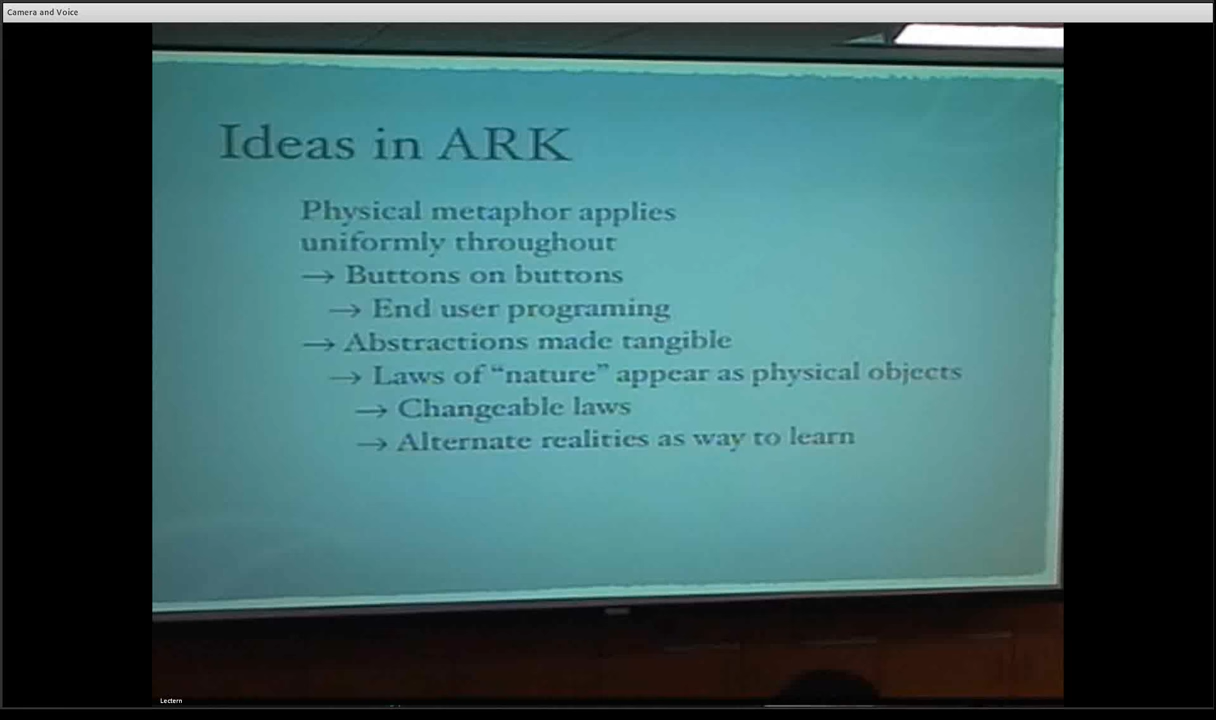 Camera and Voice
Ideas in ARK
Physical metaphor applies
uniformly throughout
→ Buttons on buttons
→ End user programing
→ Abstractions made tangible
→ Laws of “nature” appear as physical objects
→ Changeable laws
→ Alternate realities as way to learn
Lectern